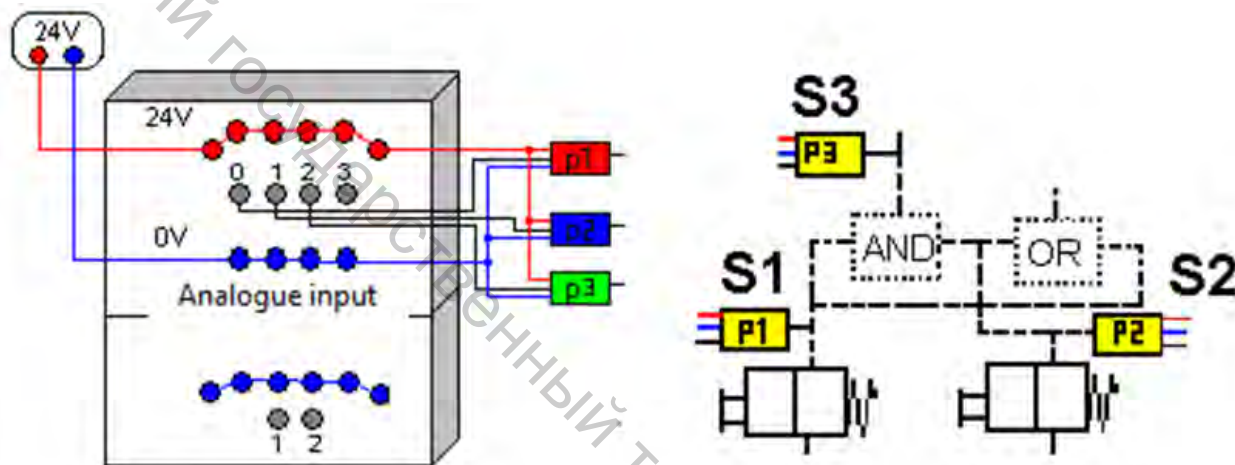 24V
24V
0 1 2 3
0V
Analogue input
1 2
p1
p2
p3
S3
P3
AND
OR
S1
S2
P1
P2
государственный